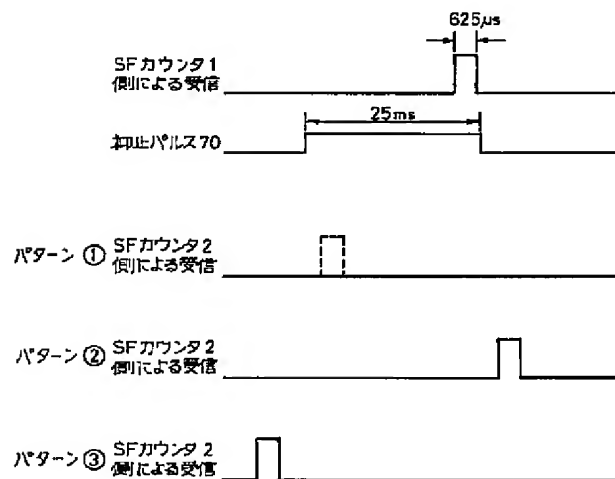 625μs
SFカウンタ1
側による受信
25ms
抑止パルス70
パターン ① SFカウンタ2
側による受信
パターン ② SFカウンタ2
側による受信
パターン ③ SFカウンタ2
側による受信